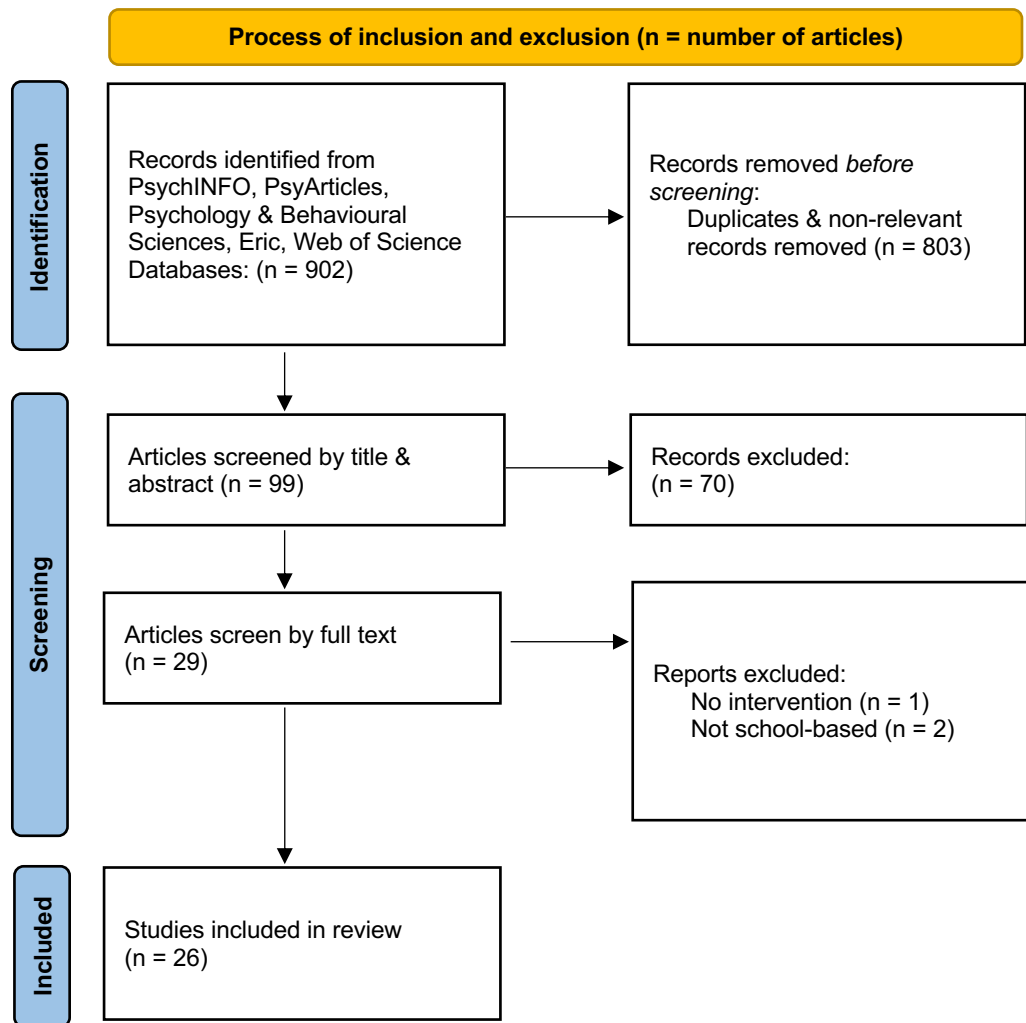 Process of inclusion and exclusion (n = number of articles)
Identification
Records identified from
PsychINFO, PsyArticles,
Psychology & Behavioural
Sciences, Eric, Web of Science
Databases: (n = 902)
Records removed before
screening:
Duplicates & non-relevant
records removed (n = 803)
Screening
Articles screened by title &
abstract (n = 99)
Records excluded:
(n = 70)
Articles screen by full text
(n = 29)
Reports excluded:
No intervention (n = 1)
Not school-based (n = 2)
Included
Studies included in review
(n = 26)